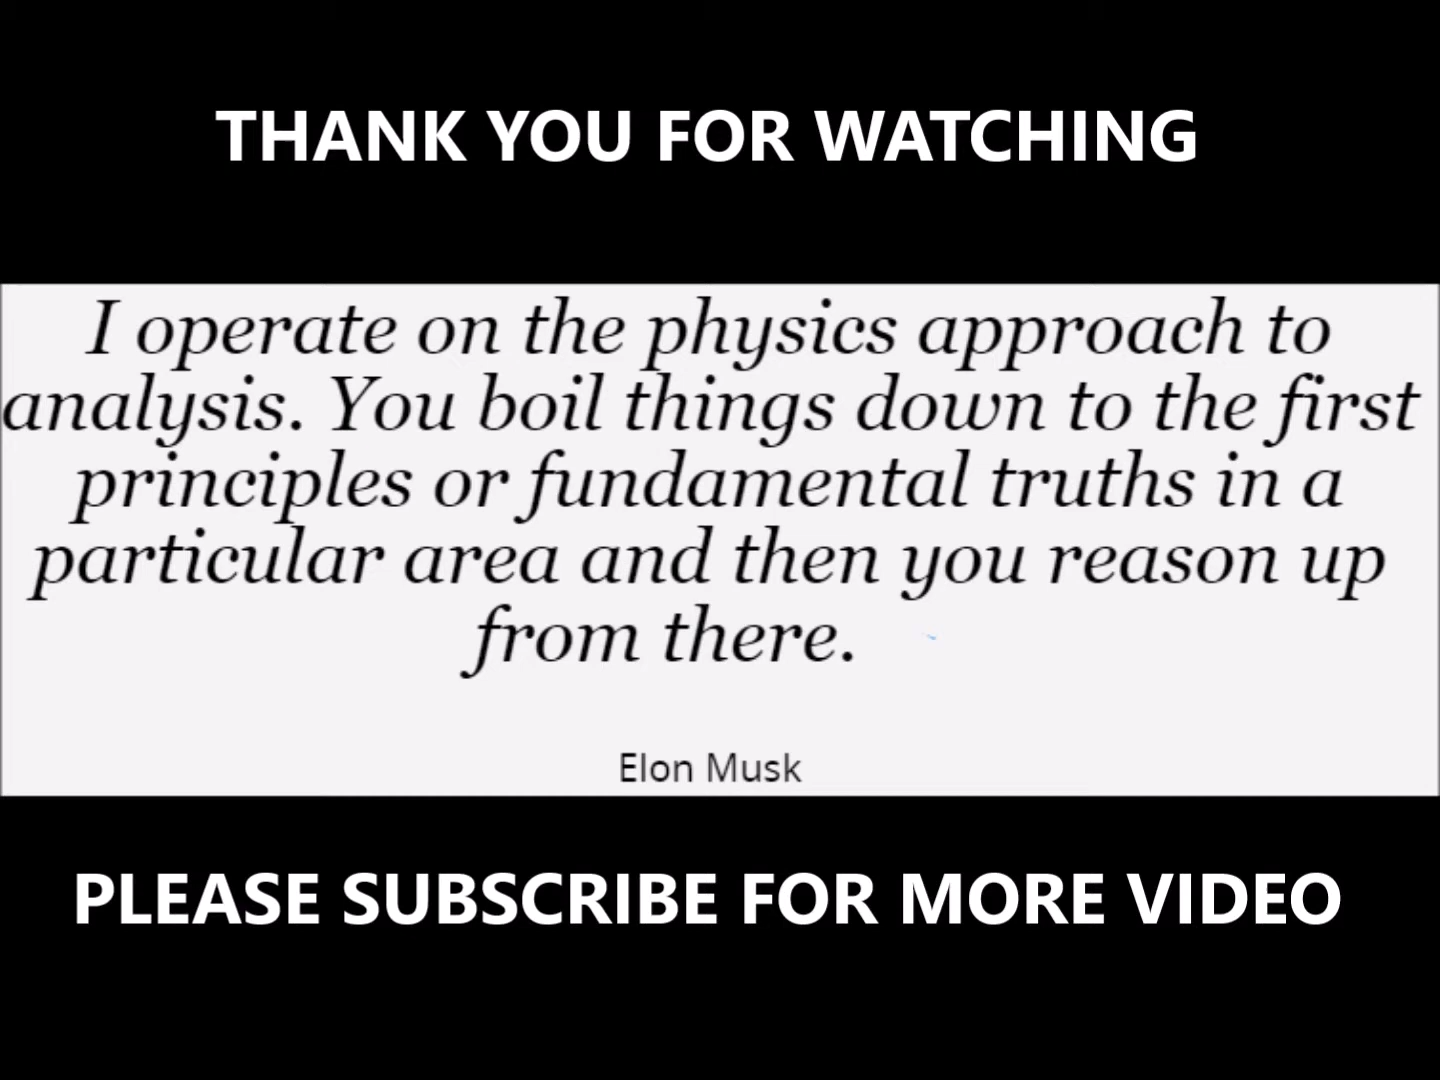 THANK YOU FOR WATCHING
I operate on the physics approach to
analysis. You boil things down to the first
principles or fundamental truths in a
particular area and then you reason up
from there.
Elon Musk
PLEASE SUBSCRIBE FOR MORE VIDEO